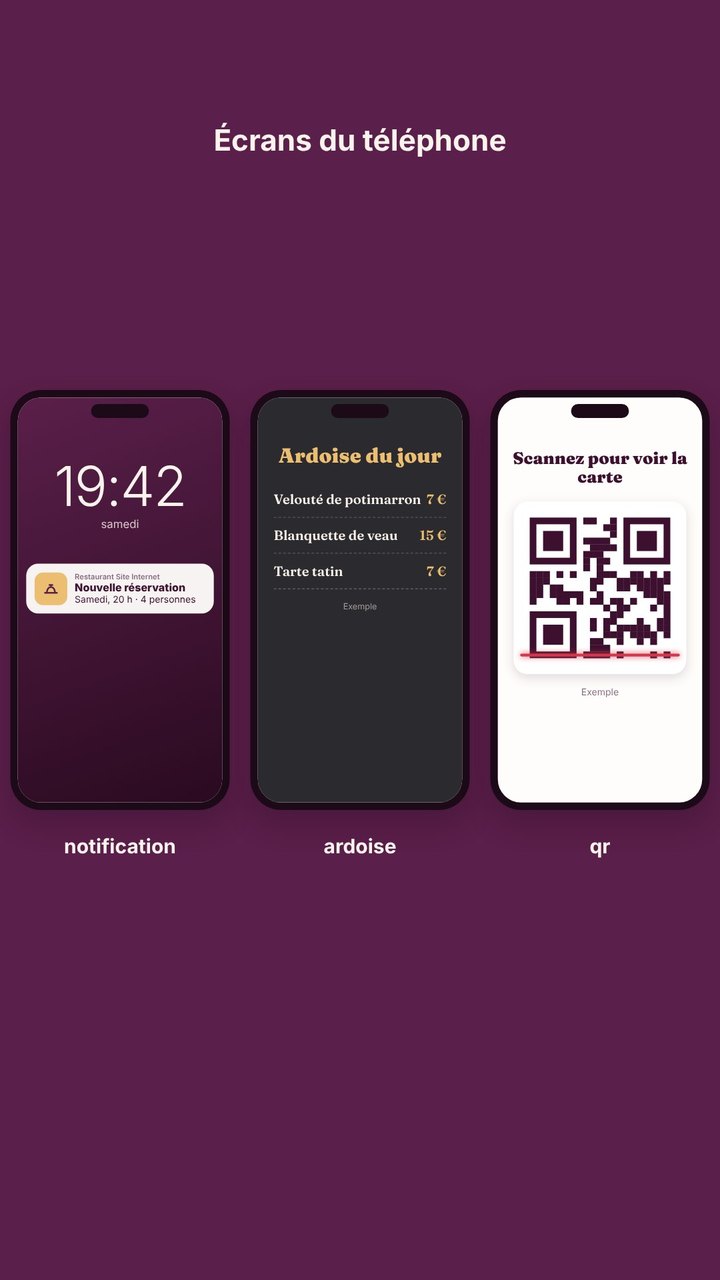 Écrans du téléphone
19:42
samedi
Restaurant Site Internet
Nouvelle réservation
Samedi, 20 h · 4 personnes
notification
Ardoise du jour
Velouté de potimarron 7 €
Blanquette de veau 15 €
Tarte tatin 7 €
Exemple
ardoise
Scannez pour voir la
carte
Exemple
qr